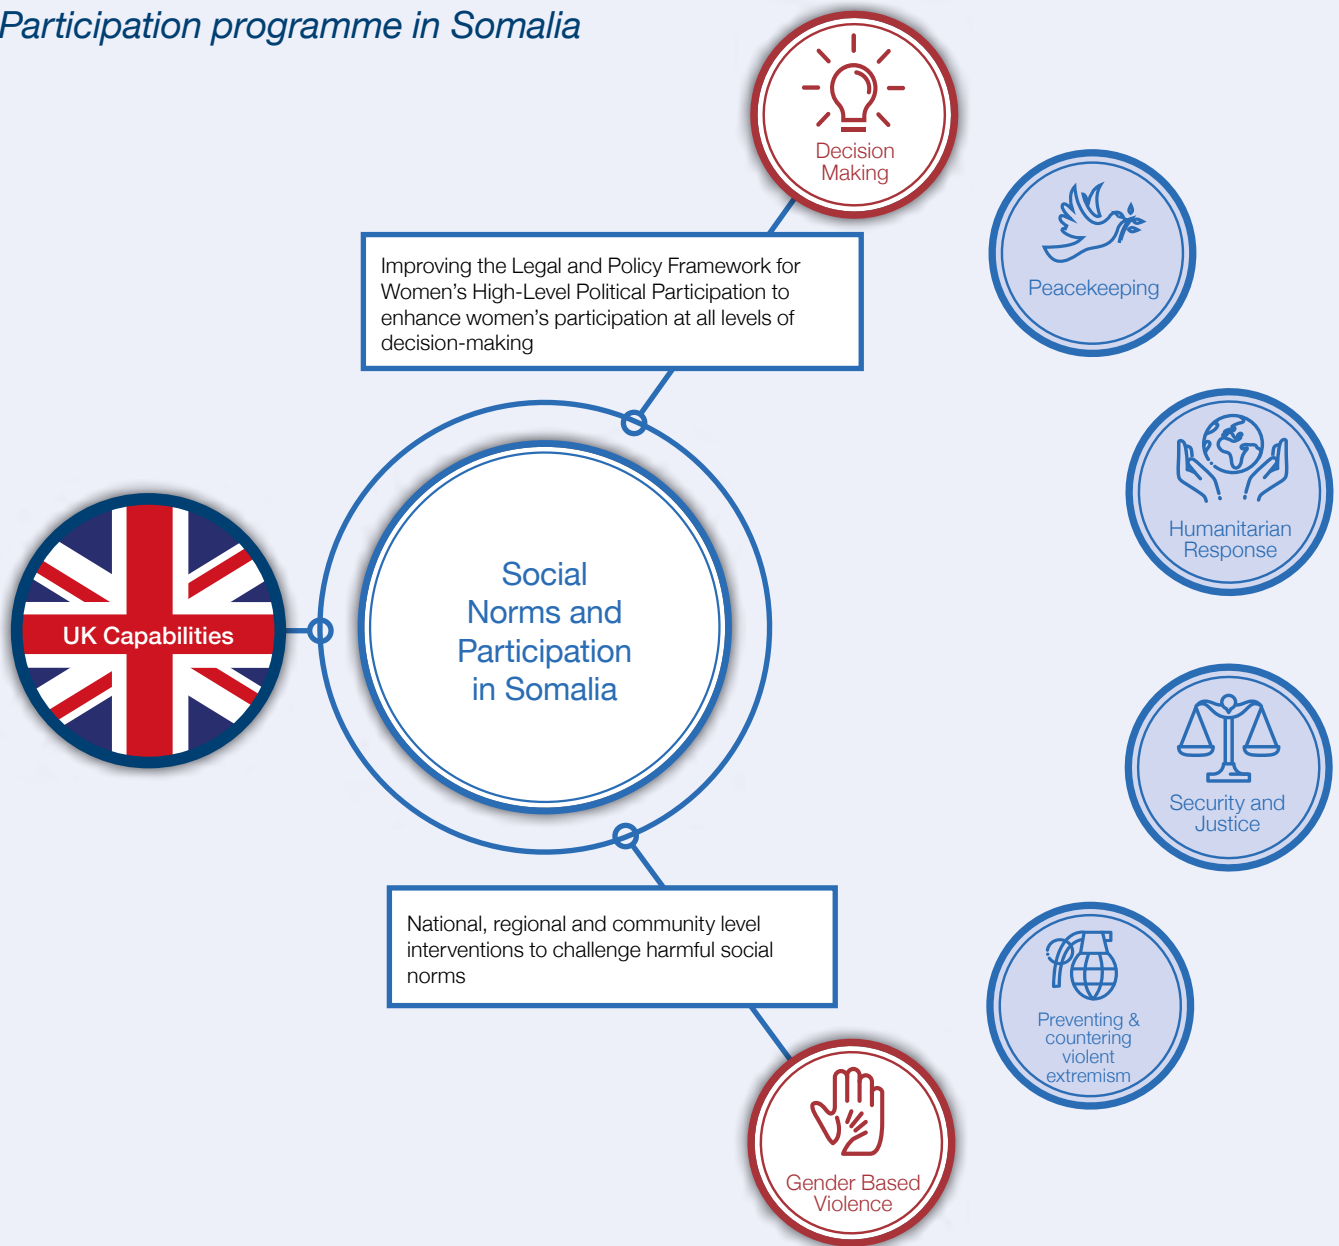 Participation programme in Somalia
Decision
Making
Peacekeeping
Improving the Legal and Policy Framework for
Women’s High-Level Political Participation to
enhance women’s participation at all levels of
decision-making
Humanitarian
Response
Social
Norms and
Participation
in Somalia
UK Capabilities
Security and
Justice
National, regional and community level
interventions to challenge harmful social
norms
Preventing &
countering
violent
extremism
Gender Based
Violence